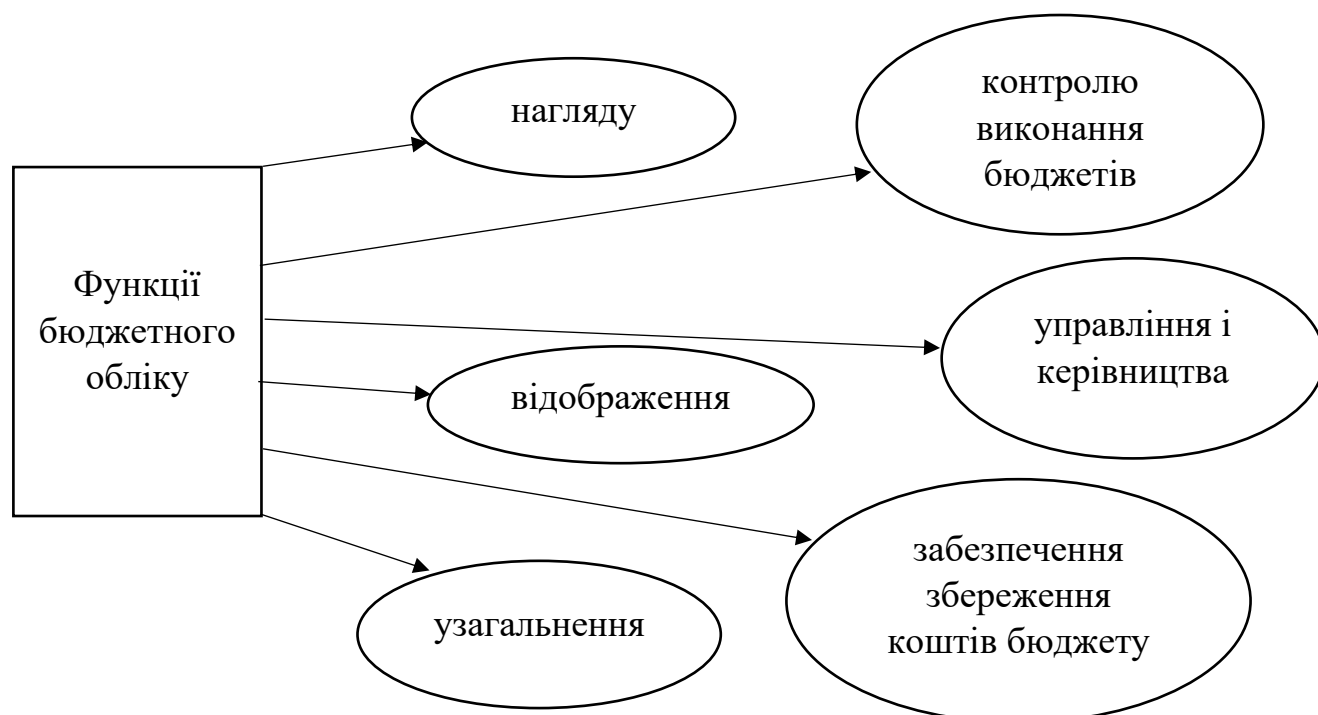 Функції
бюджетного
обліку
нагляду
контролю
виконання
бюджетів
управління і
керівництва
відображення
забезпечення
збереження
коштів бюджету
узагальнення